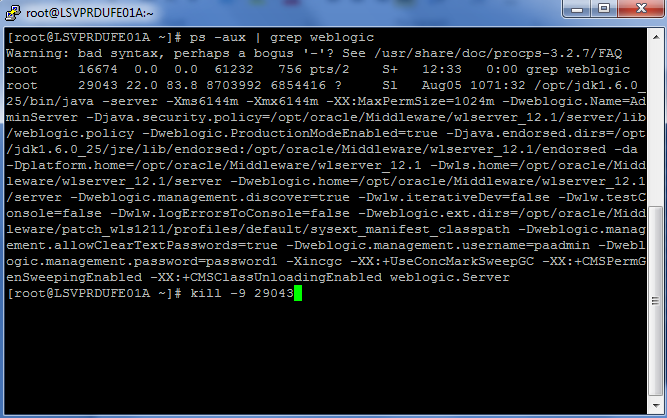 root@LSVPRDUFE01A:~
[root@LSVPRDUFE01A ~]# ps -aux | grep weblogic
Warning: bad syntax, perhaps a bogus '-'? See /usr/share/doc/procps-3.2.7/FAQ
root     16674  0.0  0.0  61232   756 pts/2    S+   12:33   0:00 grep weblogic
root     29043 22.0 83.8 8703992 6854416 ?     Sl   Aug05 1071:32 /opt/jdk1.6.0_
25/bin/java -server -Xms6144m -Xmx6144m -XX:MaxPermSize=1024m -Dweblogic.Name=Ad
minServer -Djava.security.policy=/opt/oracle/Middleware/wlserver_12.1/server/lib
/weblogic.policy -Dweblogic.ProductionModeEnabled=true -Djava.endorsed.dirs=/opt
/jdk1.6.0_25/jre/lib/endorsed:/opt/oracle/Middleware/wlserver_12.1/endorsed -da
-Dplatform.home=/opt/oracle/Middleware/wlserver_12.1 -Dwls.home=/opt/oracle/Midd
leware/wlserver_12.1/server -Dweblogic.home=/opt/oracle/Middleware/wlserver_12.1
/server -Dweblogic.management.discover=true -Dwlw.iterativeDev=false -Dwlw.testC
onsole=false -Dwlw.logErrorsToConsole=false -Dweblogic.ext.dirs=/opt/oracle/Midd
leware/patch_wls1211/profiles/default/sysext_manifest_classpath -Dweblogic.manag
ement.allowClearTextPasswords=true -Dweblogic.management.username=paadmin -Dwebl
ogic.management.password=password1 -Xincgc -XX:+UseConcMarkSweepGC -XX:+CMSPermG
enSweepingEnabled -XX:+CMSClassUnloadingEnabled weblogic.Server
[root@LSVPRDUFE01A ~]# kill -9 29043